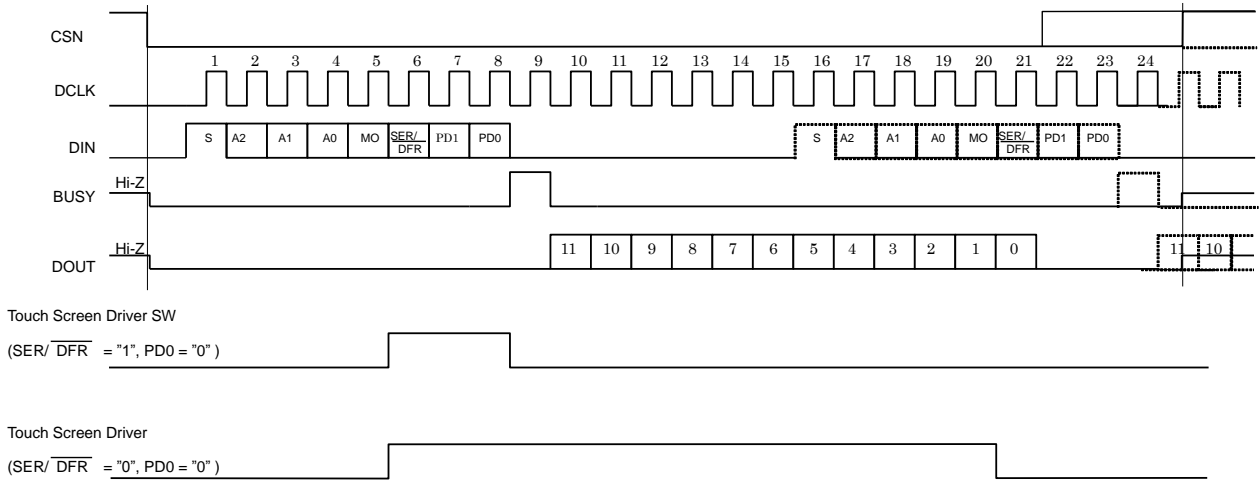 CSN
1 2 3 4 5 6 7 8 9 10 11 12 13 14 15 16 17 18 19 20 21 22 23 24
DCLK
DIN S A2 A1 A0 MO SER/DFR PD1 PD0 S A2 A1 A0 MO SER/DFR PD1 PD0
Hi-Z
BUSY
Hi-Z 11 10 9 8 7 6 5 4 3 2 1 0 11 10
DOUT
Touch Screen Driver SW
(SER/ DFR = "1", PD0 = "0" )
Touch Screen Driver
(SER/ DFR = "0", PD0 = "0" )